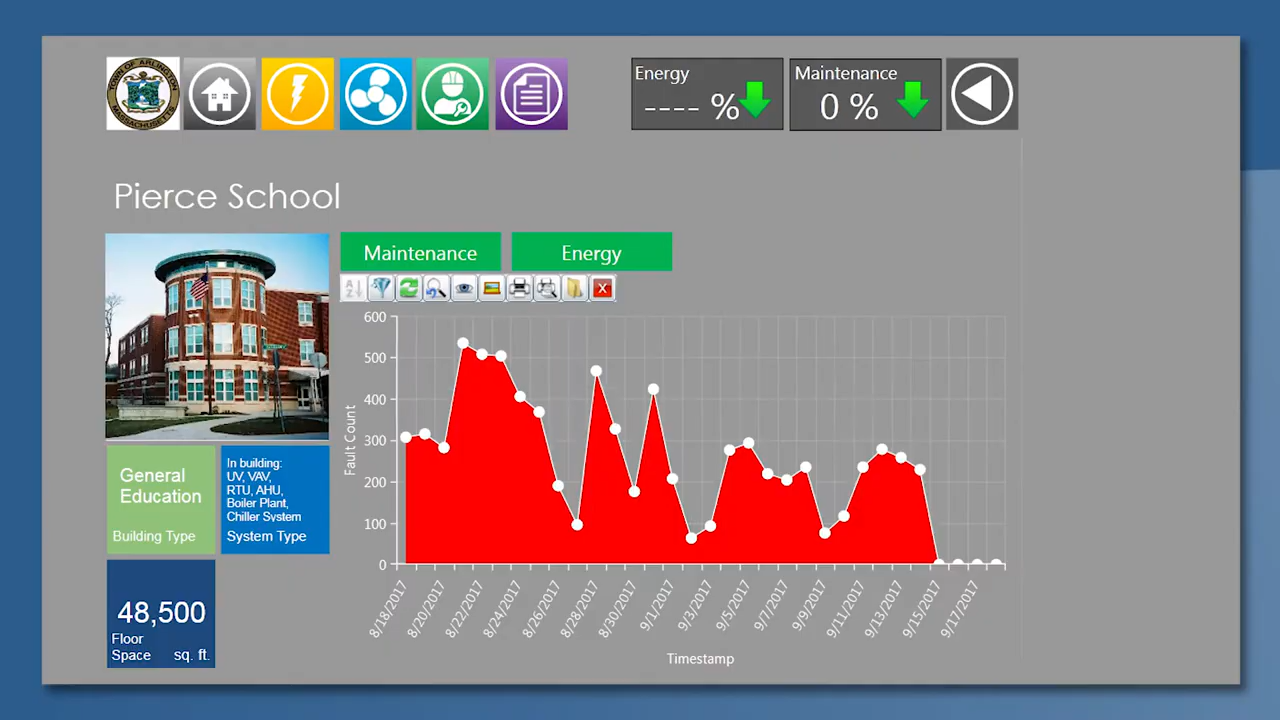 TOWN OF ARLINGTON
MASSACHUSETTS
Energy
---- %
Maintenance
0 %
Pierce School
Maintenance
Energy
A
Z
X
600
500
400
300
200
100
0
Fault Count
8/18/2017
8/20/2017
8/22/2017
8/24/2017
8/26/2017
8/28/2017
8/30/2017
9/1/2017
9/3/2017
9/5/2017
9/7/2017
9/9/2017
9/11/2017
9/13/2017
9/15/2017
9/17/2017
Timestamp
General
Education
Building Type
In building:
UV, VAV,
RTU, AHU,
Boiler Plant,
Chiller System
System Type
48,500
Floor
Space sq. ft.